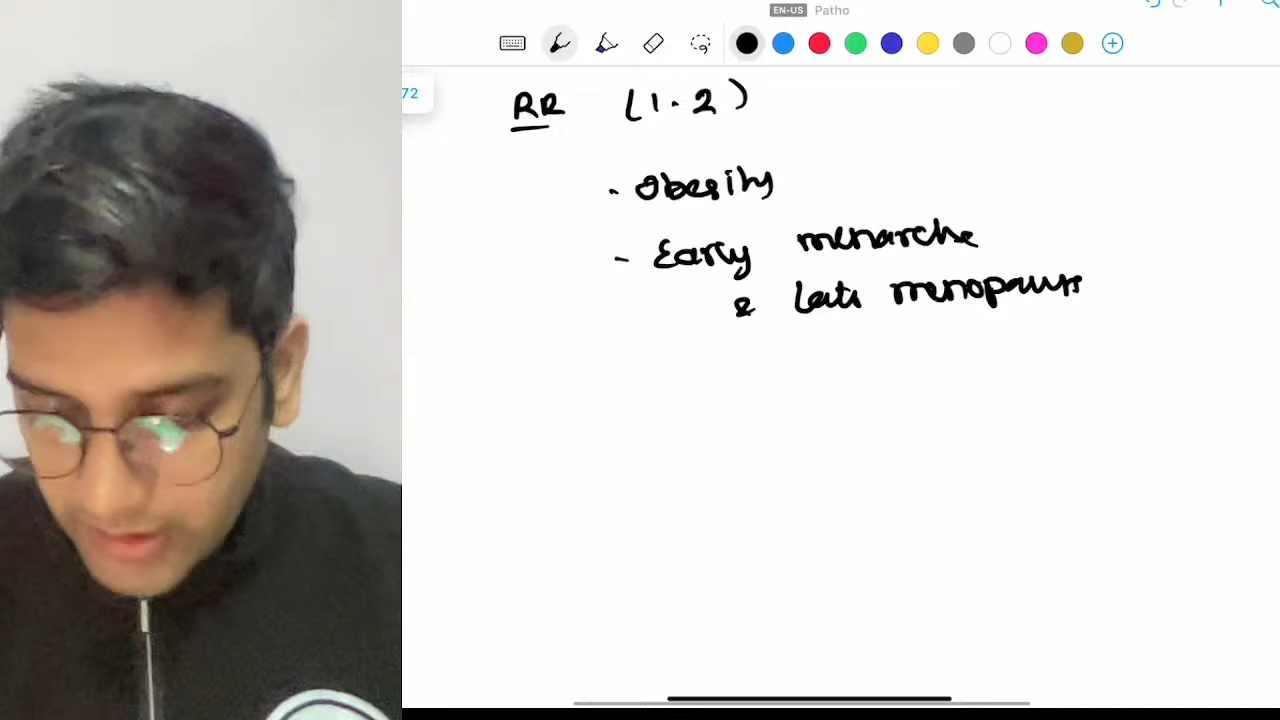 EN-US Patho
72
RR (1.2)
- Obesity
- Early menarche
& late menopause